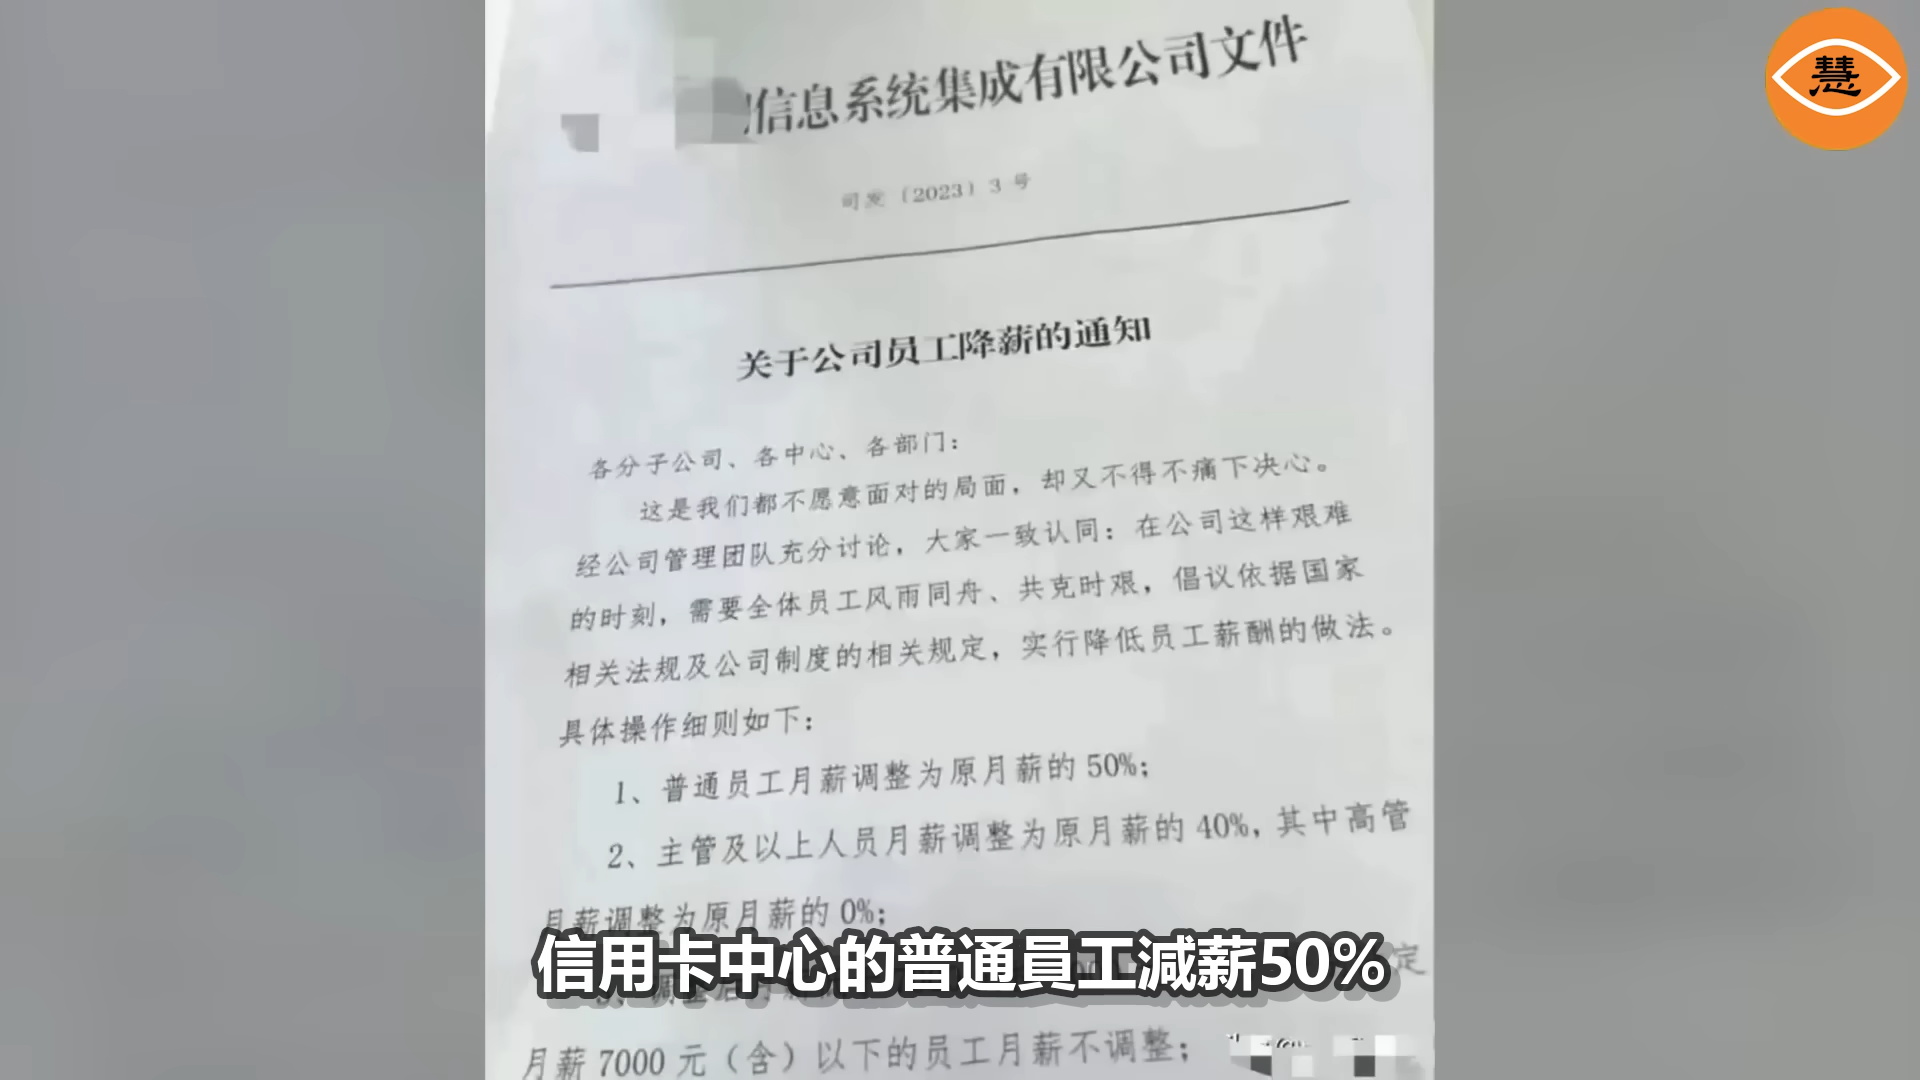 慧
信息系统集成有限公司文件
司发〔2023〕3 号
关于公司员工降薪的通知
各分子公司、各中心、各部门：
这是我们都不愿意面对的局面，却又不得不痛下决心。
经公司管理团队充分讨论，大家一致认同：在公司这样艰难
的时刻，需要全体员工风雨同舟、共克时艰，倡议依据国家
相关法规及公司制度的相关规定，实行降低员工薪酬的做法。
具体操作细则如下：
1、普通员工月薪调整为原月薪的 50%；
2、主管及以上人员月薪调整为原月薪的 40%，其中高管
月薪调整为原月薪的 0%；
定
信用卡中心的普通員工減薪50%
月薪 7000 元（含）以下的员工月薪不调整；